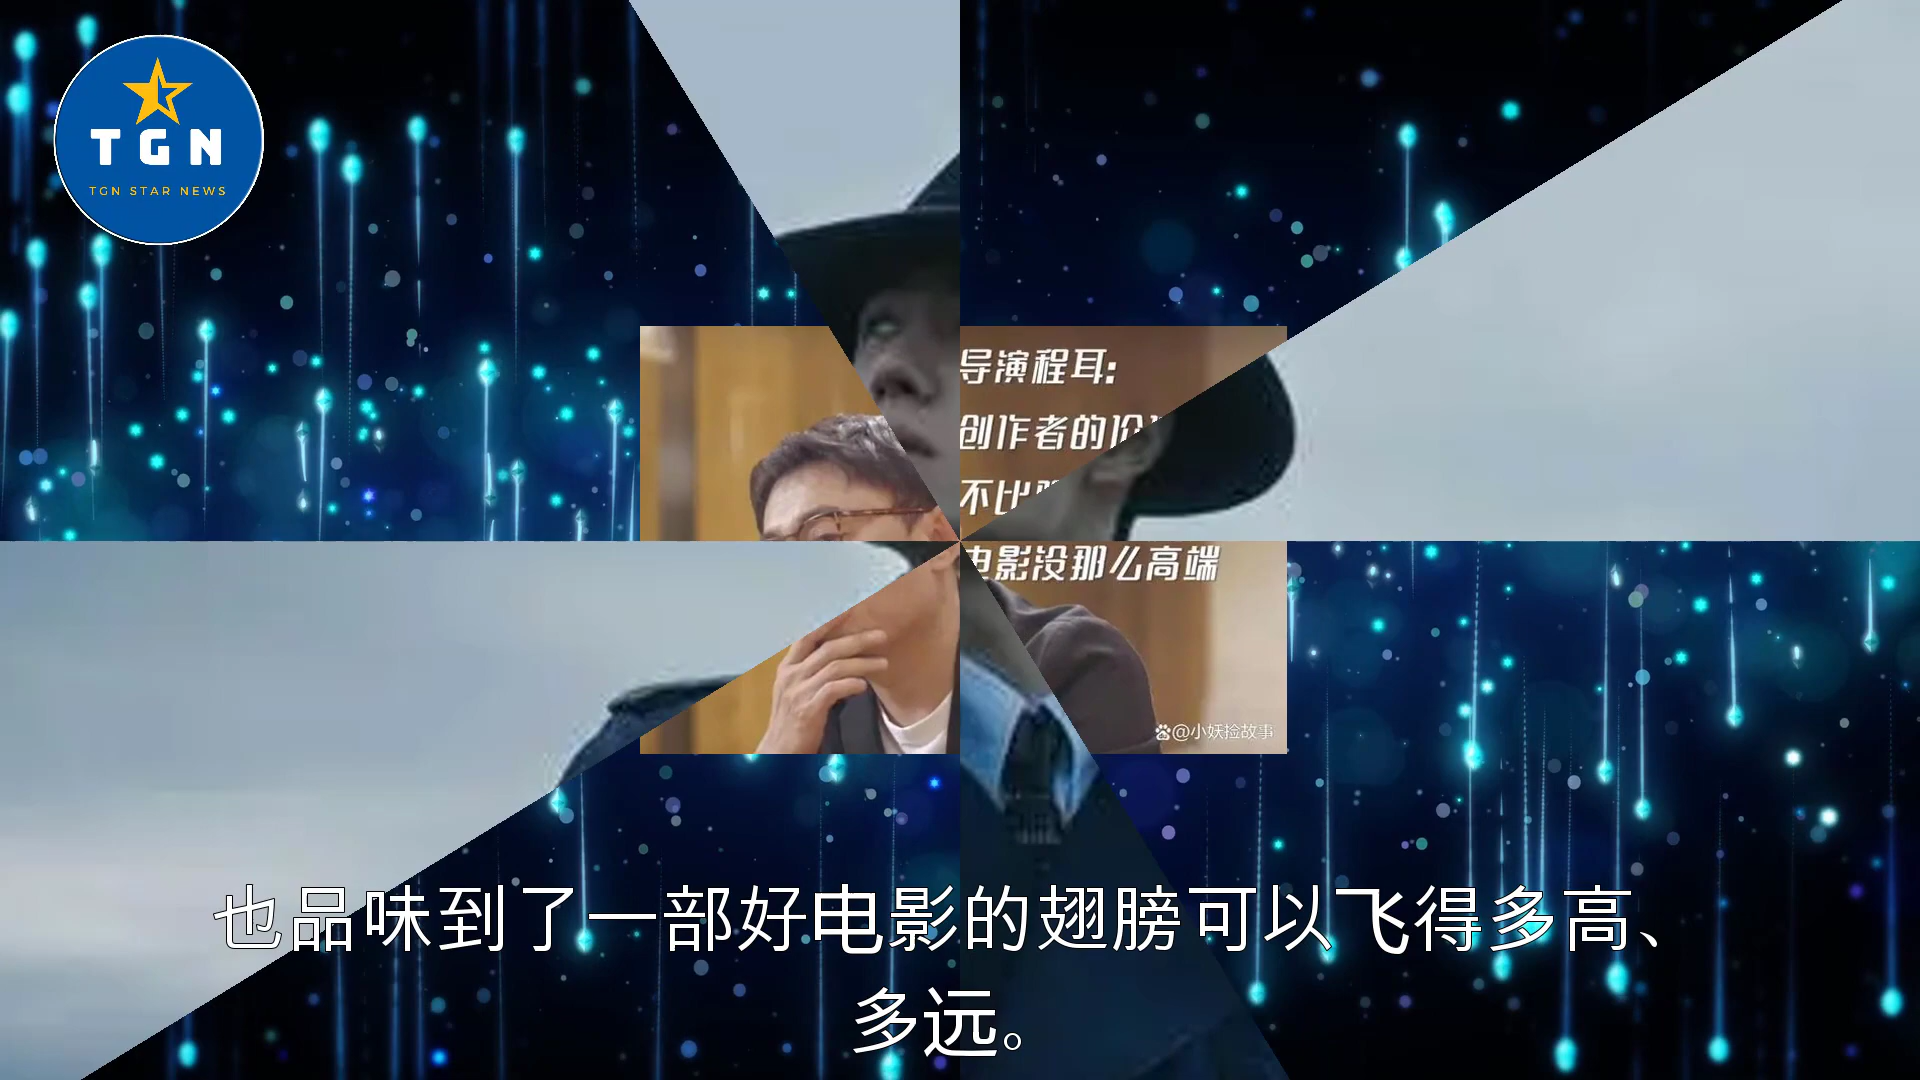 TGN
TGN STAR NEWS
导演程耳:
创作者的
不比
电影没那么高端
@小妖捡故事
也品味到了一部好电影的翅膀可以飞得多高、
多远。